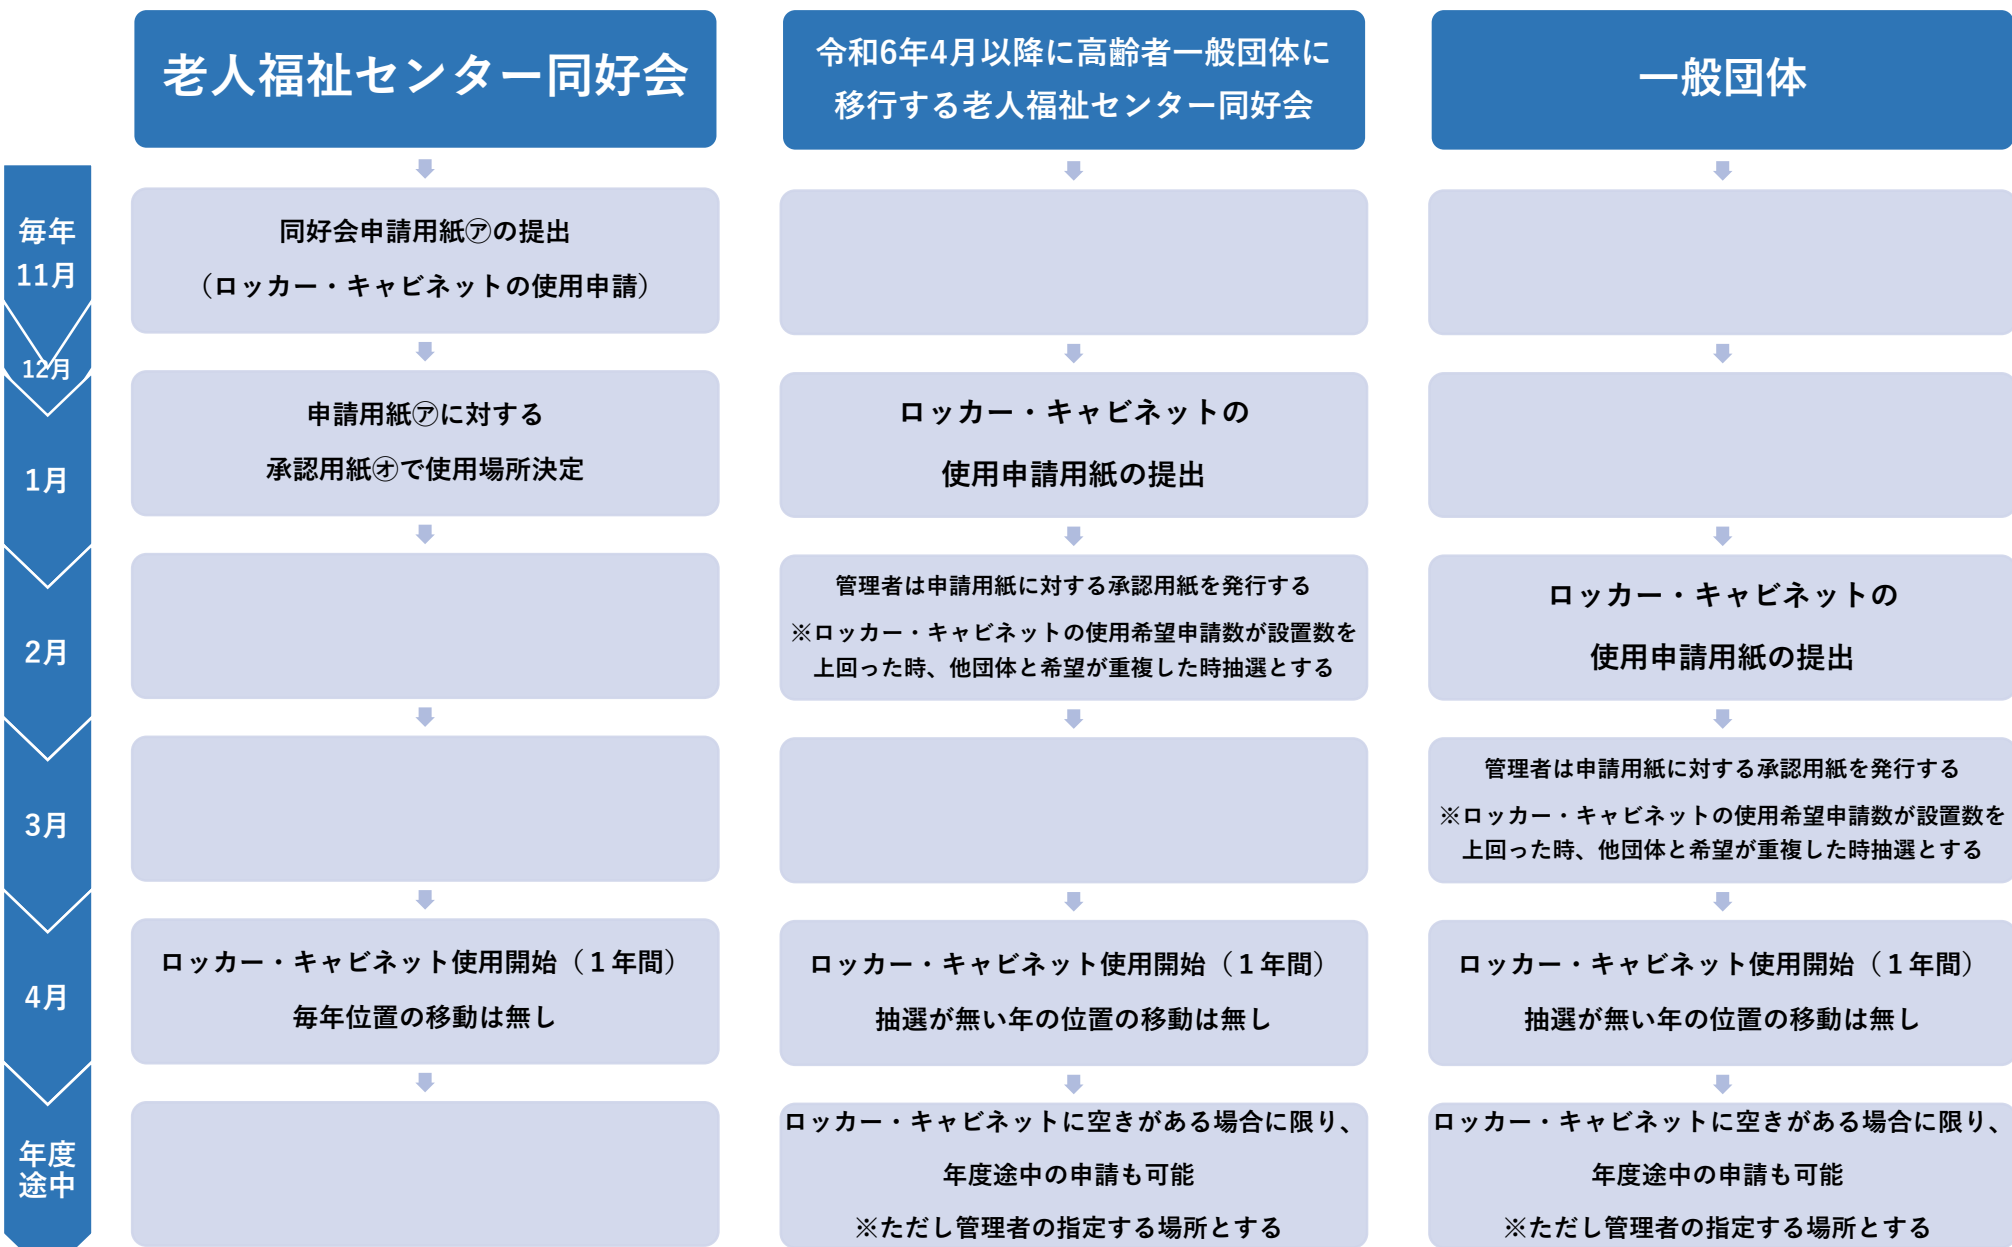 老人福祉センター同好会
令和6年4月以降に高齢者一般団体に
移行する老人福祉センター同好会
一般団体
毎年
11月
同好会申請用紙㋐の提出
（ロッカー・キャビネットの使用申請）
12月
1月
申請用紙㋐に対する
承認用紙㋔で使用場所決定
ロッカー・キャビネットの
使用申請用紙の提出
2月
管理者は申請用紙に対する承認用紙を発行する
※ロッカー・キャビネットの使用希望申請数が設置数を
上回った時、他団体と希望が重複した時抽選とする
ロッカー・キャビネットの
使用申請用紙の提出
3月
管理者は申請用紙に対する承認用紙を発行する
※ロッカー・キャビネットの使用希望申請数が設置数を
上回った時、他団体と希望が重複した時抽選とする
4月
ロッカー・キャビネット使用開始（１年間）
毎年位置の移動は無し
ロッカー・キャビネット使用開始（１年間）
抽選が無い年の位置の移動は無し
ロッカー・キャビネット使用開始（１年間）
抽選が無い年の位置の移動は無し
年度
途中
ロッカー・キャビネットに空きがある場合に限り、
年度途中の申請も可能
※ただし管理者の指定する場所とする
ロッカー・キャビネットに空きがある場合に限り、
年度途中の申請も可能
※ただし管理者の指定する場所とする